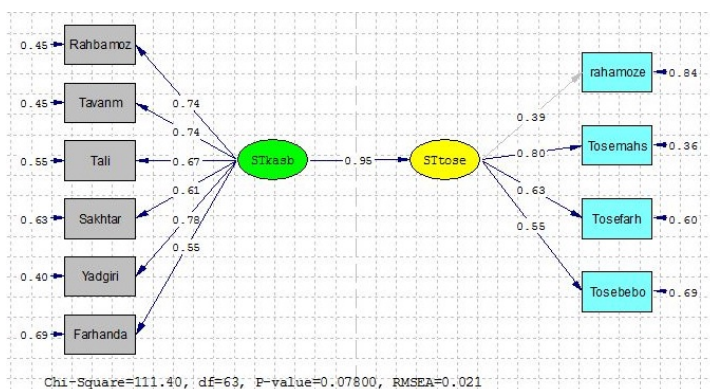 0.45 Rahbamoz
0.45 Tavanm
0.55 Tali
0.63 Sakhtar
0.40 Yadgiri
0.69 Farhanda
0.74
0.74
0.67
0.61
0.78
0.55
STkasb
0.95
STtose
0.39
0.80
0.63
0.55
rahamoze 0.84
Tosemahs 0.36
Tosefarh 0.60
Tosebebo 0.69
Chi-Square=111.40, df=63, P-value=0.07800, RMSEA=0.021